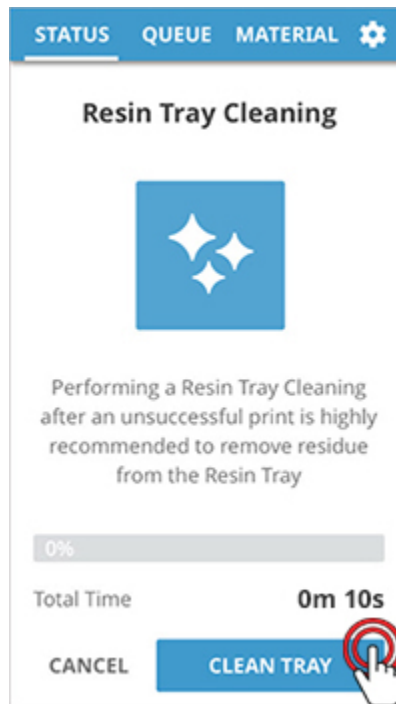 STATUS QUEUE MATERIAL
Resin Tray Cleaning
Performing a Resin Tray Cleaning
after an unsuccessful print is highly
recommended to remove residue
from the Resin Tray
0%
Total Time 0m 10s
CANCEL CLEAN TRAY